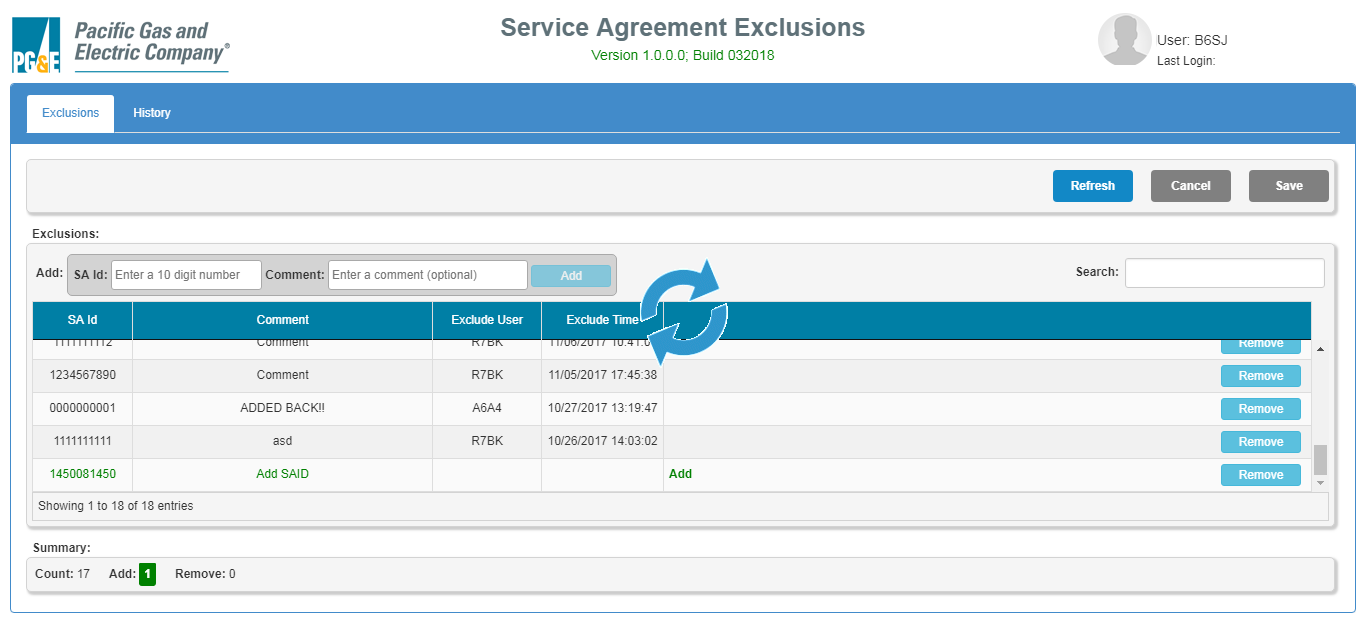 Pacific Gas and
Electric Company®
PG&E
Service Agreement Exclusions
Version 1.0.0.0; Build 032018
User: B6SJ
Last Login:
Exclusions History
Refresh Cancel Save
Exclusions:
Add: SA Id: Enter a 10 digit number Comment: Enter a comment (optional) Add Search:
SA Id Comment Exclude User Exclude Time
1111111112 Comment R7BK 11/06/2017 10:41:0 Remove
1234567890 Comment R7BK 11/05/2017 17:45:38 Remove
0000000001 ADDED BACK!! A6A4 10/27/2017 13:19:47 Remove
1111111111 asd R7BK 10/26/2017 14:03:02 Remove
1450081450 Add SAID Add Remove
Showing 1 to 18 of 18 entries
Summary:
Count: 17 Add: 1 Remove: 0